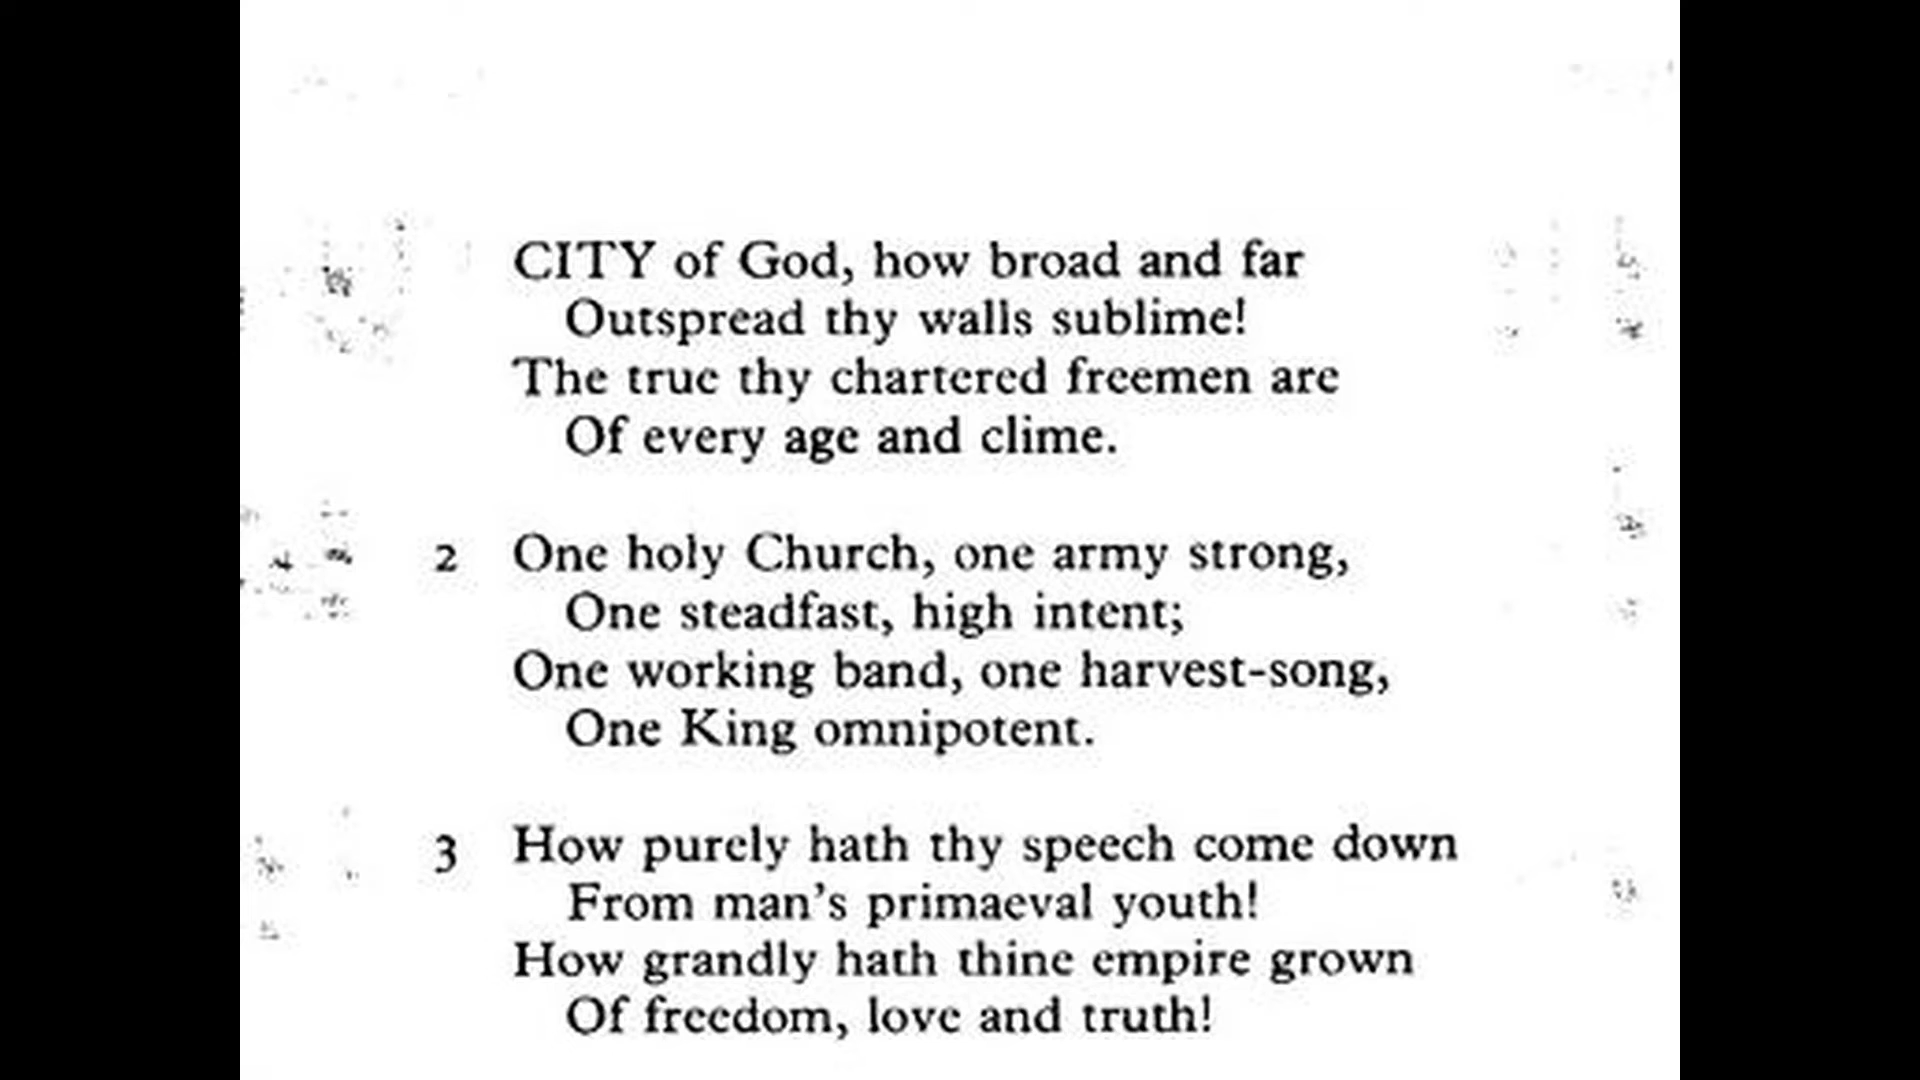 CITY of God, how broad and far
Outspread thy walls sublime!
The true thy chartered freemen are
Of every age and clime.
2 One holy Church, one army strong,
One steadfast, high intent;
One working band, one harvest-song,
One King omnipotent.
3 How purely hath thy speech come down
From man's primaeval youth!
How grandly hath thine empire grown
Of freedom, love and truth!